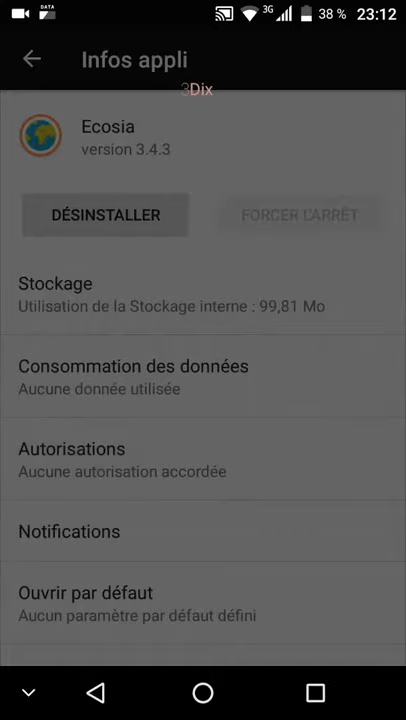 DATA
3G
38 %
23:12
Infos appli
3Dix
Ecosia
version 3.4.3
DÉSINSTALLER
FORCER L'ARRÊT
Stockage
Utilisation de la Stockage interne : 99,81 Mo
Consommation des données
Aucune donnée utilisée
Autorisations
Aucune autorisation accordée
Notifications
Ouvrir par défaut
Aucun paramètre par défaut défini